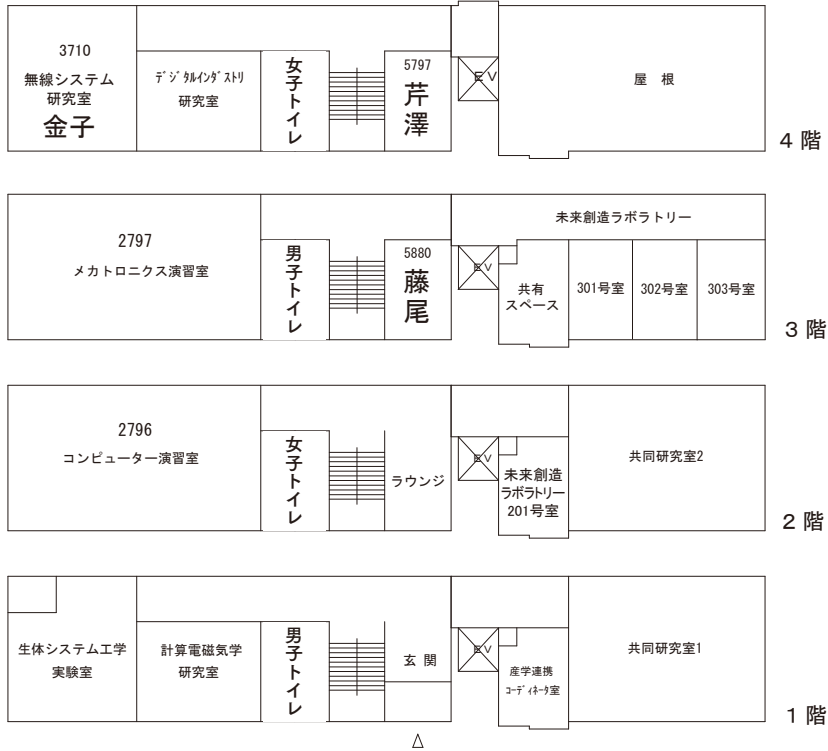 3710
無線システム
研究室
金子
デジタルインダストリ
研究室
女子トイレ
5797
芹澤
EV
屋 根
4 階
2797
メカトロニクス演習室
男子トイレ
5880
藤尾
EV
未来創造ラボラトリー
共有
スペース
301号室
302号室
303号室
3 階
2796
コンピューター演習室
女子トイレ
ラウンジ
EV
未来創造
ラボラトリー
201号室
共同研究室2
2 階
生体システム工学
実験室
計算電磁気学
研究室
男子トイレ
玄 関
EV
産学連携
コーディネータ室
共同研究室1
1 階